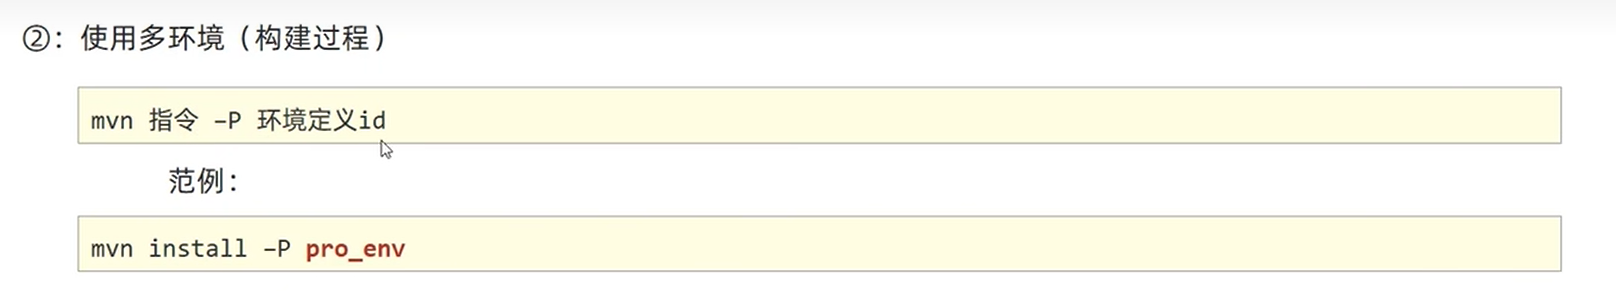 ②：使用多环境（构建过程）
mvn 指令 –P 环境定义id
范例：
mvn install –P pro_env